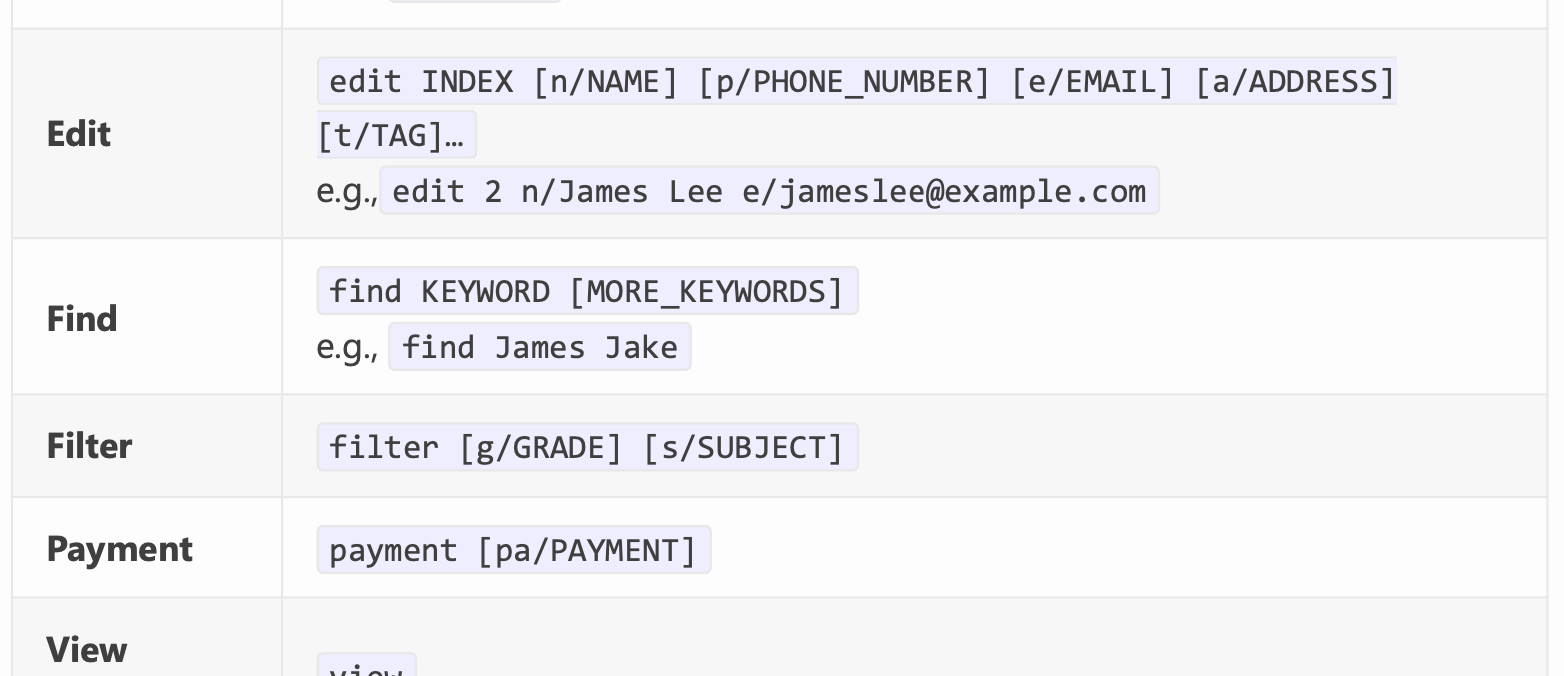 Edit
edit INDEX [n/NAME] [p/PHONE_NUMBER] [e/EMAIL] [a/ADDRESS]
[t/TAG]…
e.g., edit 2 n/James Lee e/jameslee@example.com
Find
find KEYWORD [MORE_KEYWORDS]
e.g., find James Jake
Filter
filter [g/GRADE] [s/SUBJECT]
Payment
payment [pa/PAYMENT]
View
view